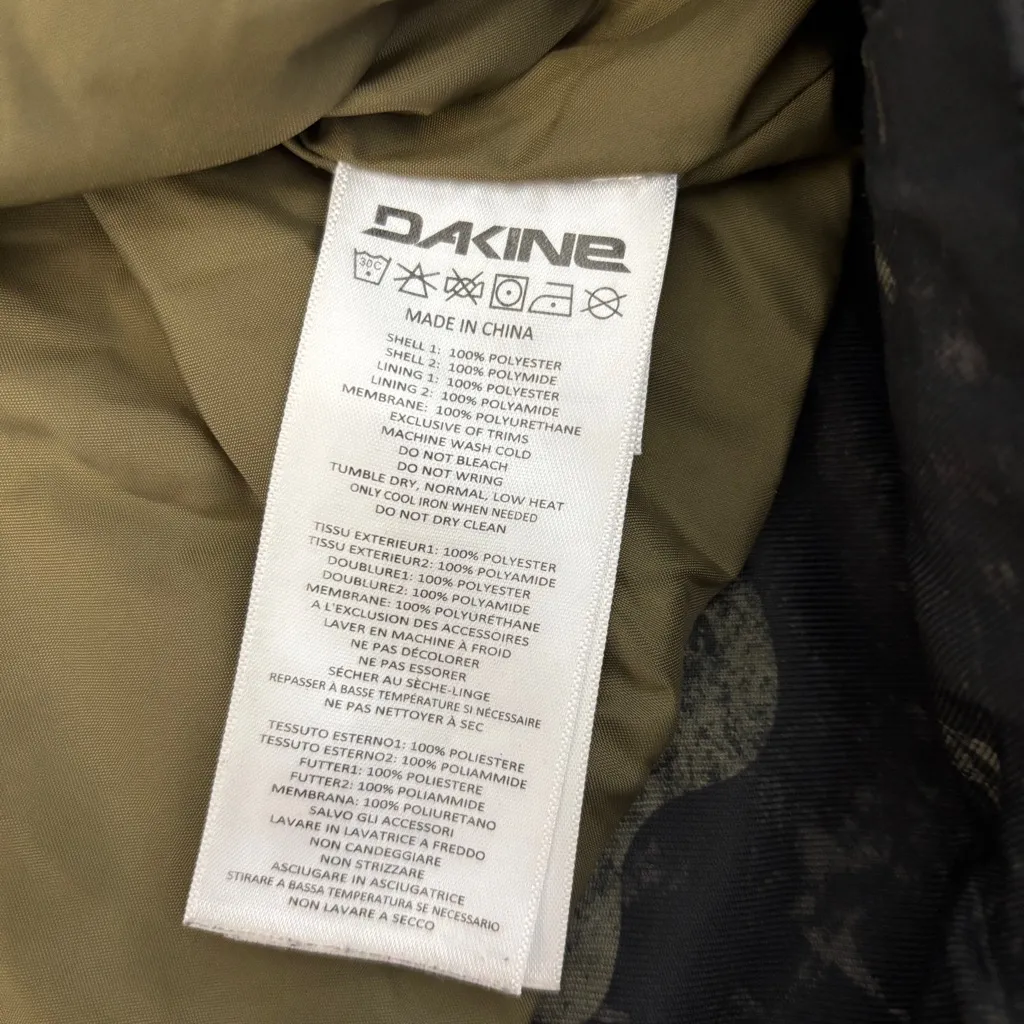 DAKINE
30C
MADE IN CHINA
SHELL 1: 100% POLYESTER
SHELL 2: 100% POLYMIDE
LINING 1: 100% POLYESTER
LINING 2: 100% POLYAMIDE
MEMBRANE: 100% POLYURETHANE
EXCLUSIVE OF TRIMS
MACHINE WASH COLD
DO NOT BLEACH
DO NOT WRING
TUMBLE DRY, NORMAL, LOW HEAT
ONLY COOL IRON WHEN NEEDED
DO NOT DRY CLEAN
TISSU EXTERIEUR1: 100% POLYESTER
TISSU EXTERIEUR2: 100% POLYAMIDE
DOUBLURE1: 100% POLYESTER
DOUBLURE2: 100% POLYAMIDE
MEMBRANE: 100% POLYURETHANE
A L'EXCLUSION DES ACCESSOIRES
LAVER EN MACHINE À FROID
NE PAS DÉCOLORER
NE PAS ESSORER
SÉCHER AU SÈCHE-LINGE
REPASSER À BASSE TEMPÉRATURE SI NÉCESSAIRE
NE PAS NETTOYER À SEC
TESSUTO ESTERNO1: 100% POLIESTERE
TESSUTO ESTERNO2: 100% POLIAMMIDE
FUTTER1: 100% POLIESTERE
FUTTER2: 100% POLIAMMIDE
MEMBRANA: 100% POLIURETANO
SALVO GLI ACCESSORI
LAVARE IN LAVATRICE A FREDDO
NON CANDEGGIARE
NON STRIZZARE
ASCIUGARE IN ASCIUGATRICE
STIRARE A BASSA TEMPERATURA SE NECESSARIO
NON LAVARE A SECCO